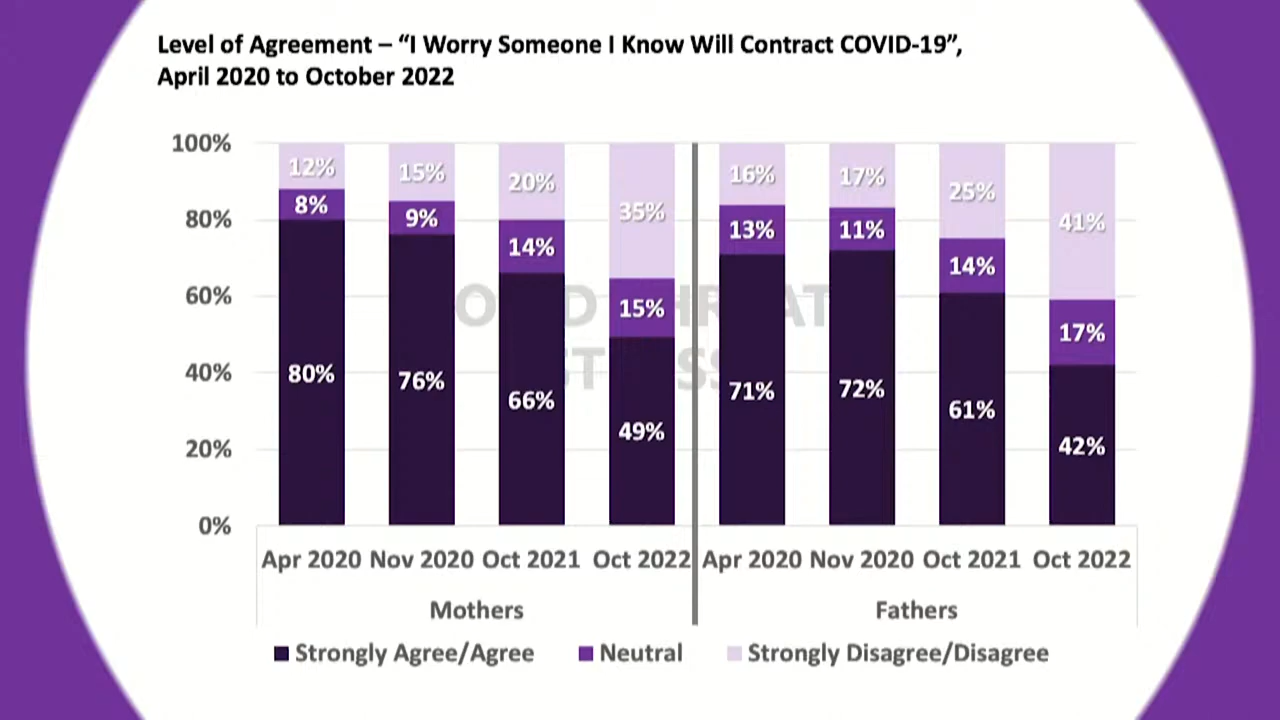 Level of Agreement – “I Worry Someone I Know Will Contract COVID-19”,
April 2020 to October 2022
100%
80%
60%
40%
20%
0%
12% 15% 20% 35% 16% 17% 25% 41%
8% 9% 14% 15% 13% 11% 14% 17%
80% 76% 66% 49% 71% 72% 61% 42%
Apr 2020 Nov 2020 Oct 2021 Oct 2022 Apr 2020 Nov 2020 Oct 2021 Oct 2022
Mothers Fathers
Strongly Agree/Agree Neutral Strongly Disagree/Disagree